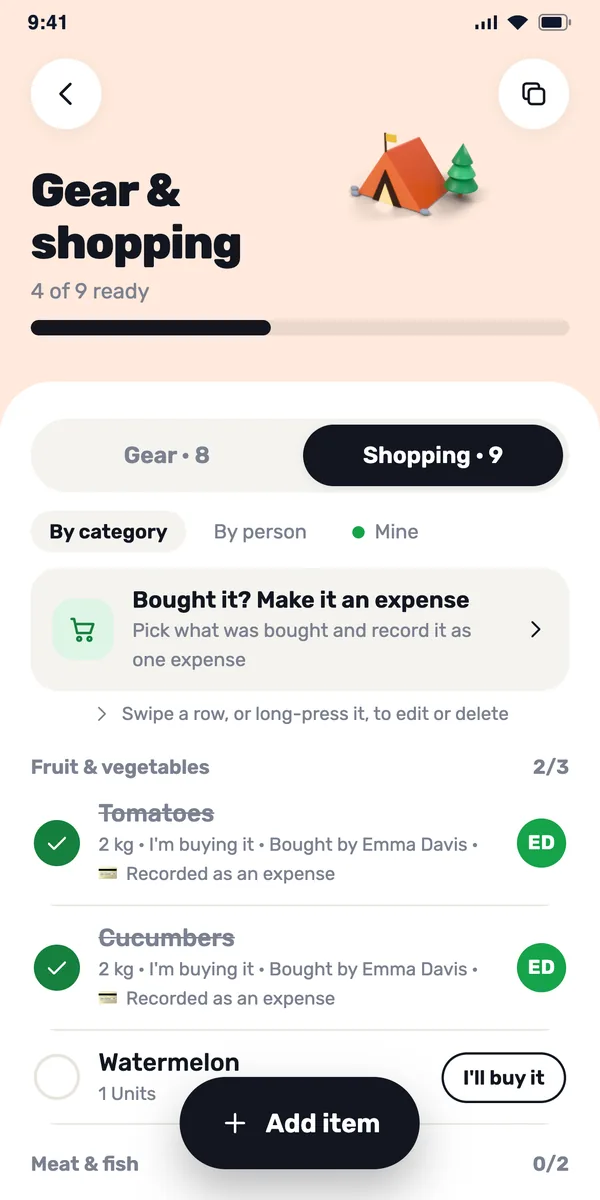 9:41
Gear &
shopping
4 of 9 ready
Gear • 8
Shopping • 9
By category
By person
Mine
Bought it? Make it an expense
Pick what was bought and record it as
one expense
Swipe a row, or long-press it, to edit or delete
Fruit & vegetables
2/3
Tomatoes
2 kg • I'm buying it • Bought by Emma Davis •
💳 Recorded as an expense
ED
Cucumbers
2 kg • I'm buying it • Bought by Emma Davis •
💳 Recorded as an expense
ED
Watermelon
1 Units
I'll buy it
+ Add item
Meat & fish
0/2